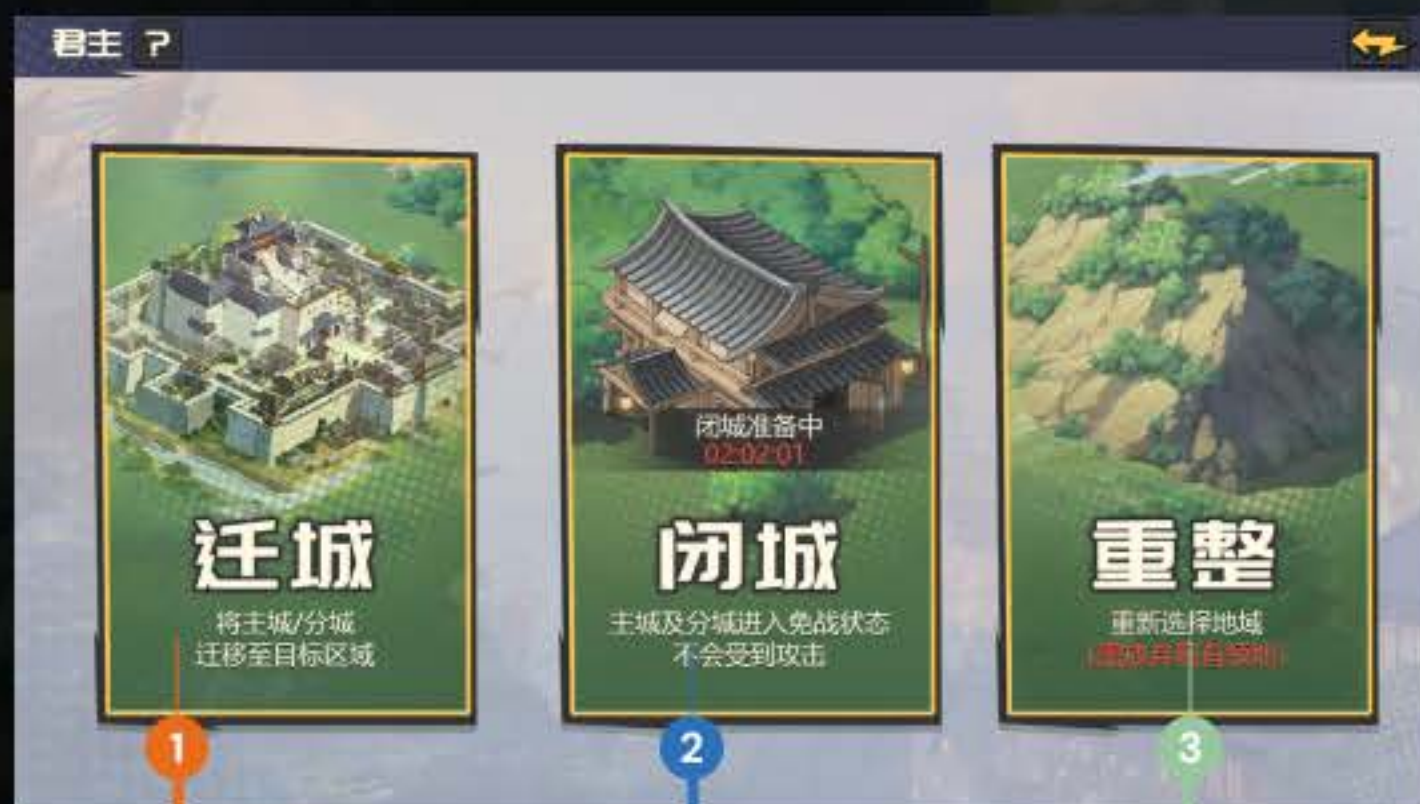 君主 ?
闭城准备中
02:02:01
迁城
将主城/分城
迁移至目标区域
闭城
主城及分城进入免战状态
不会受到攻击
重整
重新选择地域
1
2
3